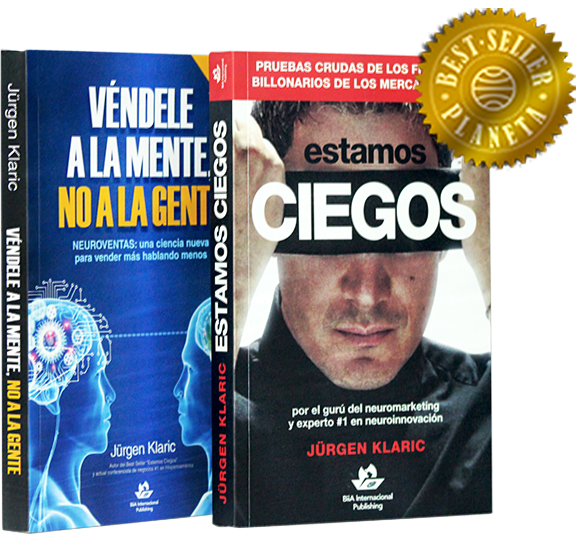 Jürgen Klaric
VÉNDELE A LA MENTE, NO A LA GENTE
VÉNDELE
A LA MENTE,
NO A LA GENT
NEUROVENTAS: una ciencia nueva
para vender más hablando menos
Jürgen Klaric
Autor del Best Seller "Estamos Ciegos"
y actual conferencista de negocios #1 en Hispanoamérica
BiiA Internacional
Publishing
ESTAMOS CIEGOS
JÜRGEN KLARIC
PRUEBAS CRUDAS DE LOS F
BILLONARIOS DE LOS MERCA
estamos
CIEGOS
por el gurú del neuromarketing
y experto #1 en neuroinnovación
JÜRGEN KLARIC
BiiA Internacional
Publishing
BEST·SELLER
PLANETA